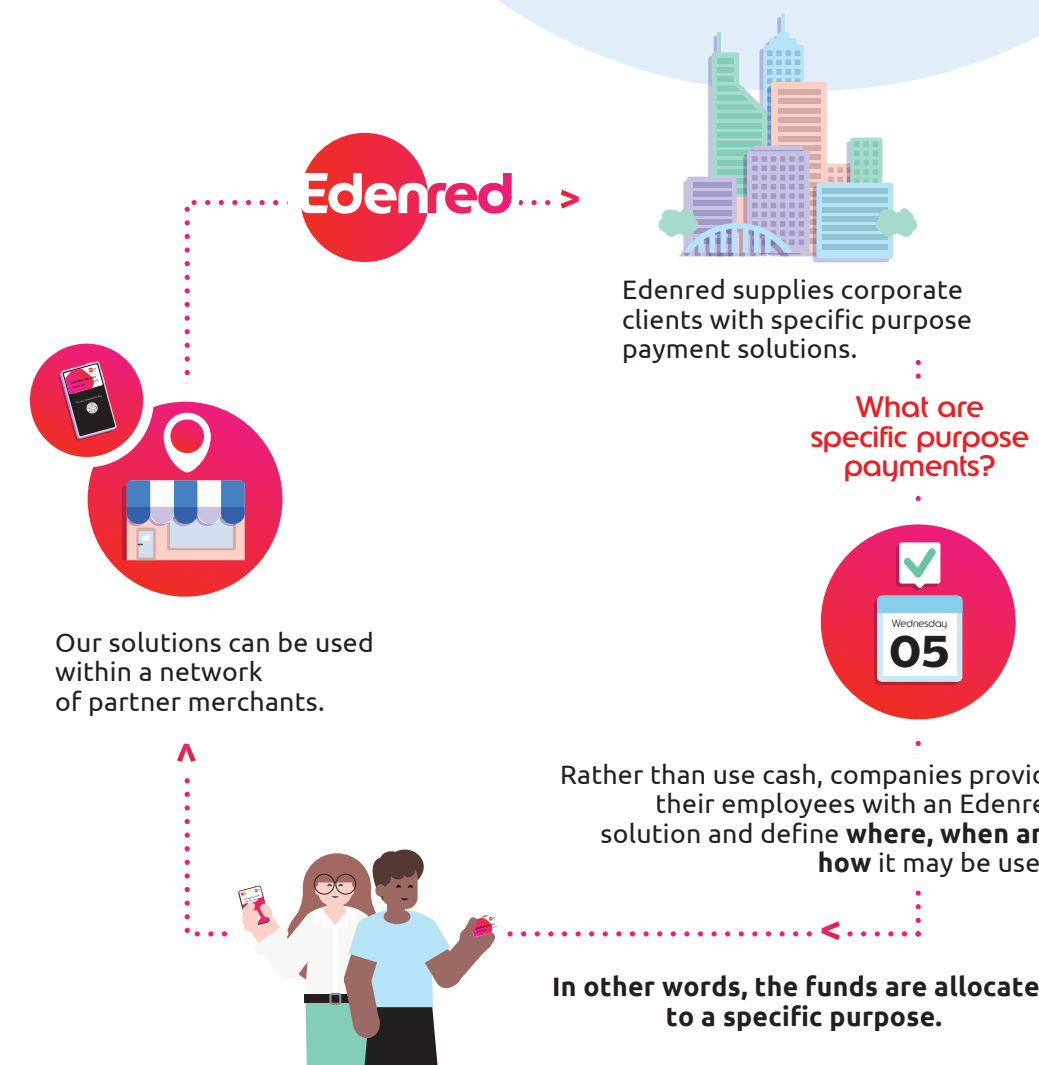 Edenred
Edenred supplies corporate
clients with specific purpose
payment solutions.
What are
specific purpose
payments?
Wednesday
05
Our solutions can be used
within a network
of partner merchants.
Rather than use cash, companies provid
their employees with an Edenre
solution and define where, when an
how it may be use
In other words, the funds are allocate
to a specific purpose.